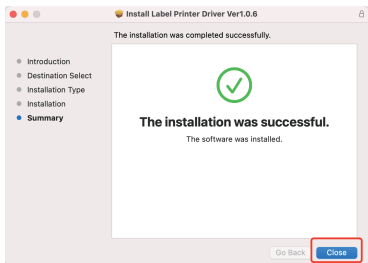 Install Label Printer Driver Ver1.0.6
The installation was completed successfully.
Introduction
Destination Select
Installation Type
Installation
Summary
The installation was successful.
The software was installed.
Go Back
Close